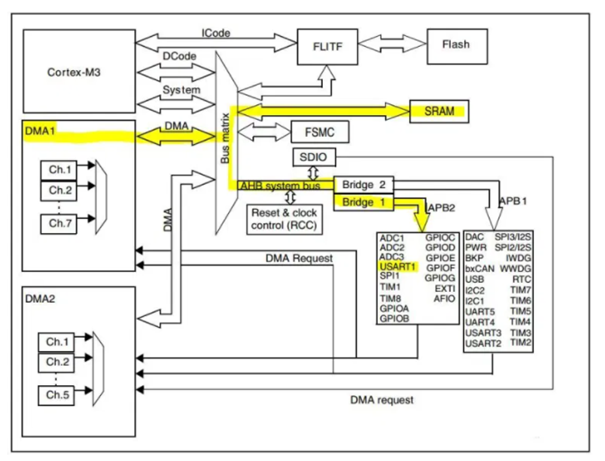 ICode
FLITF
Flash
DCode
Cortex-M3
System
SRAM
DMA1
DMA
Bus matrix
FSMC
SDIO
Ch.1
Ch.2
Ch.7
AHB system bus
Bridge 2
Bridge 1
APB2
APB1
DMA
Reset & clock
control (RCC)
DMA Request
ADC1 GPIOC
ADC2 GPIOD
ADC3 GPIOE
USART1 GPIOF
SPI1 GPIOG
TIM1 EXTI
TIM8 AFIO
GPIOA
GPIOB
DAC SPI3/I2S
PWR SPI2/I2S
BKP IWDG
bxCAN WWDG
USB RTC
I2C2 TIM7
I2C1 TIM6
UART5 TIM5
UART4 TIM4
USART3 TIM3
USART2 TIM2
DMA2
Ch.1
Ch.2
Ch.5
DMA request